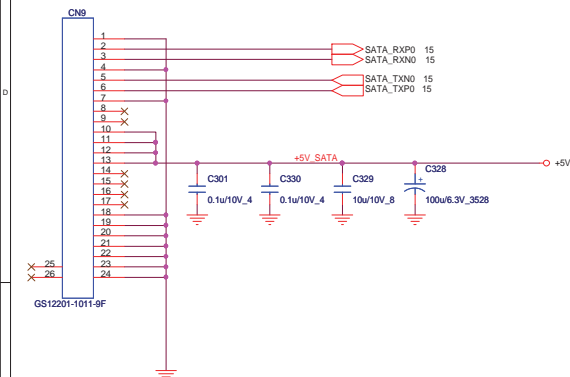 CN9
1
2
3
4
5
6
7
8
9
10
11
12
13
14
15
16
17
18
19
20
21
22
23
24
25
26
GS12201-1011-9F
SATA_RXP0 15
SATA_RXN0 15
SATA_TXN0 15
SATA_TXP0 15
D
+5V_SATA
+5V
C301
0.1u/10V_4
C330
0.1u/10V_4
C329
10u/10V_8
C328
+
100u/6.3V_3528